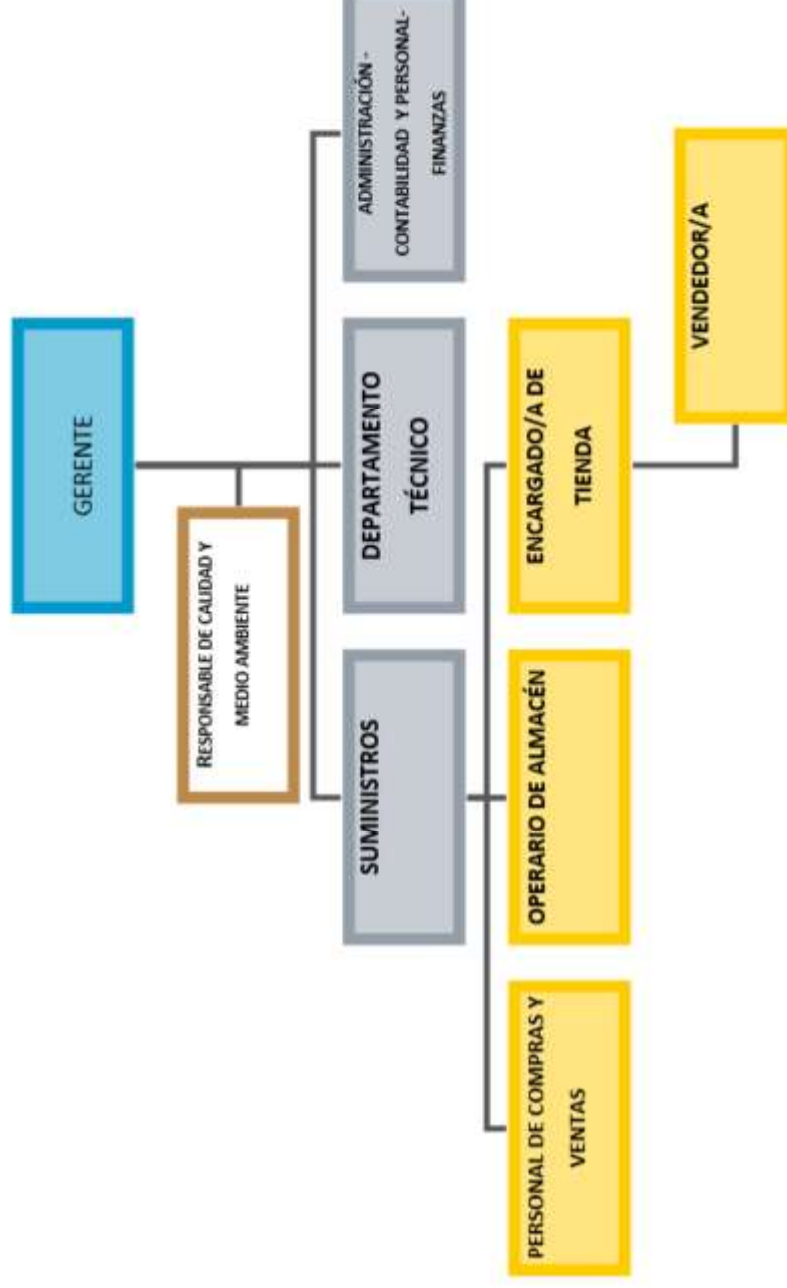 GERENTE
RESPONSABLE DE CALIDAD Y
MEDIO AMBIENTE
SUMINISTROS
DEPARTAMENTO
TÉCNICO
ADMINISTRACIÓN -
CONTABILIDAD Y PERSONAL-
FINANZAS
PERSONAL DE COMPRAS Y
VENTAS
OPERARIO DE ALMACÉN
ENCARGADO/A DE
TIENDA
VENDEDOR/A